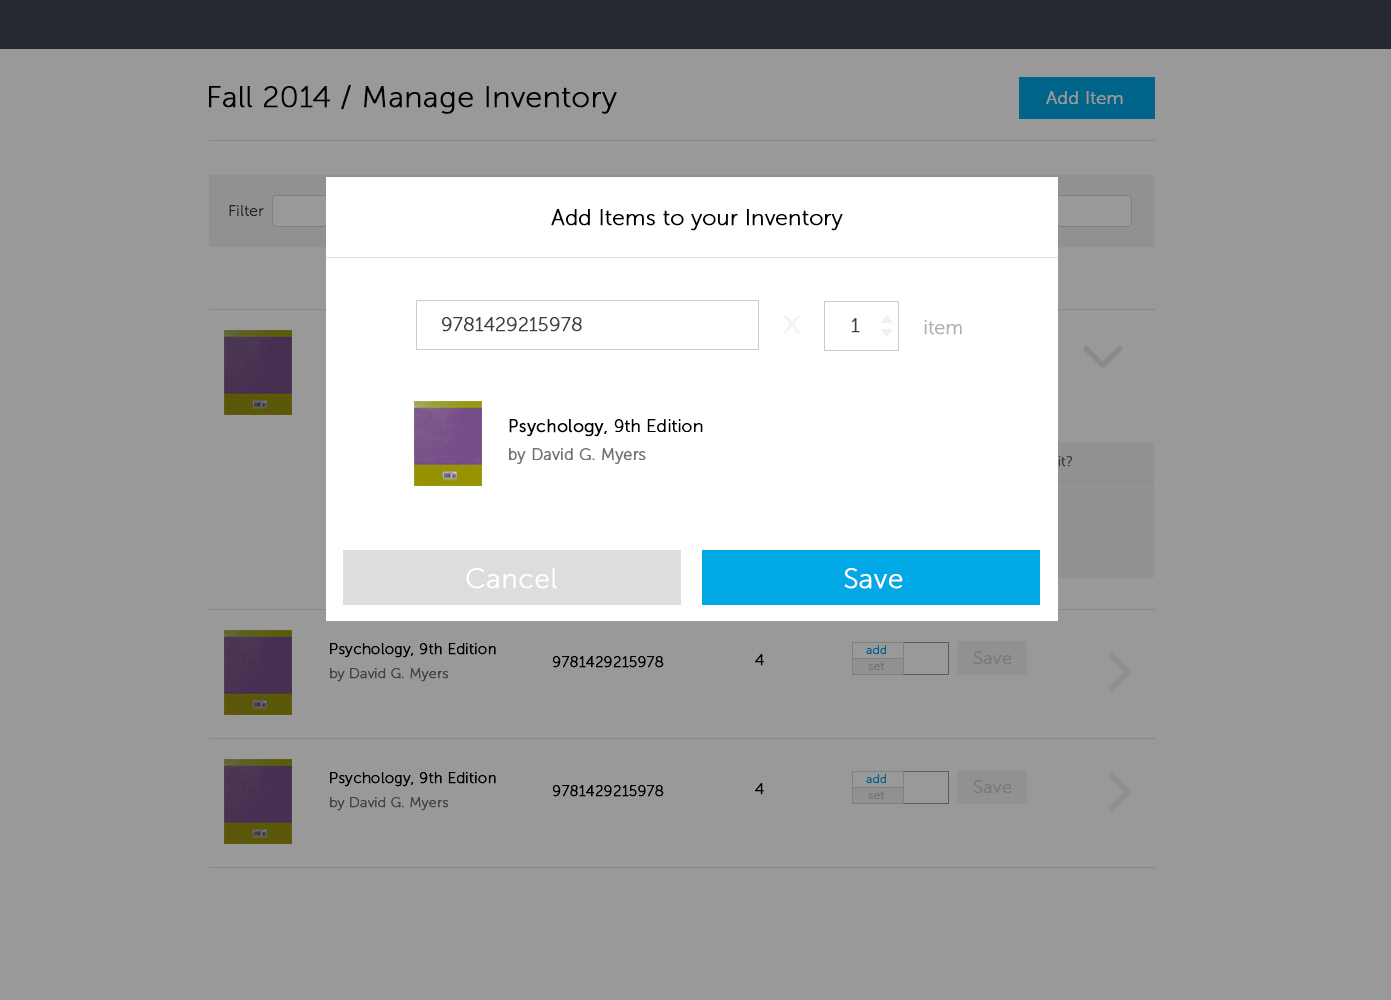 Fall 2014 / Manage Inventory
Add Item
Filter
Add Items to your Inventory
9781429215978 X 1 item
Psychology, 9th Edition
by David G. Myers
it?
Cancel
Save
Psychology, 9th Edition
by David G. Myers
9781429215978
4
add
set
Save
Psychology, 9th Edition
by David G. Myers
9781429215978
4
add
set
Save